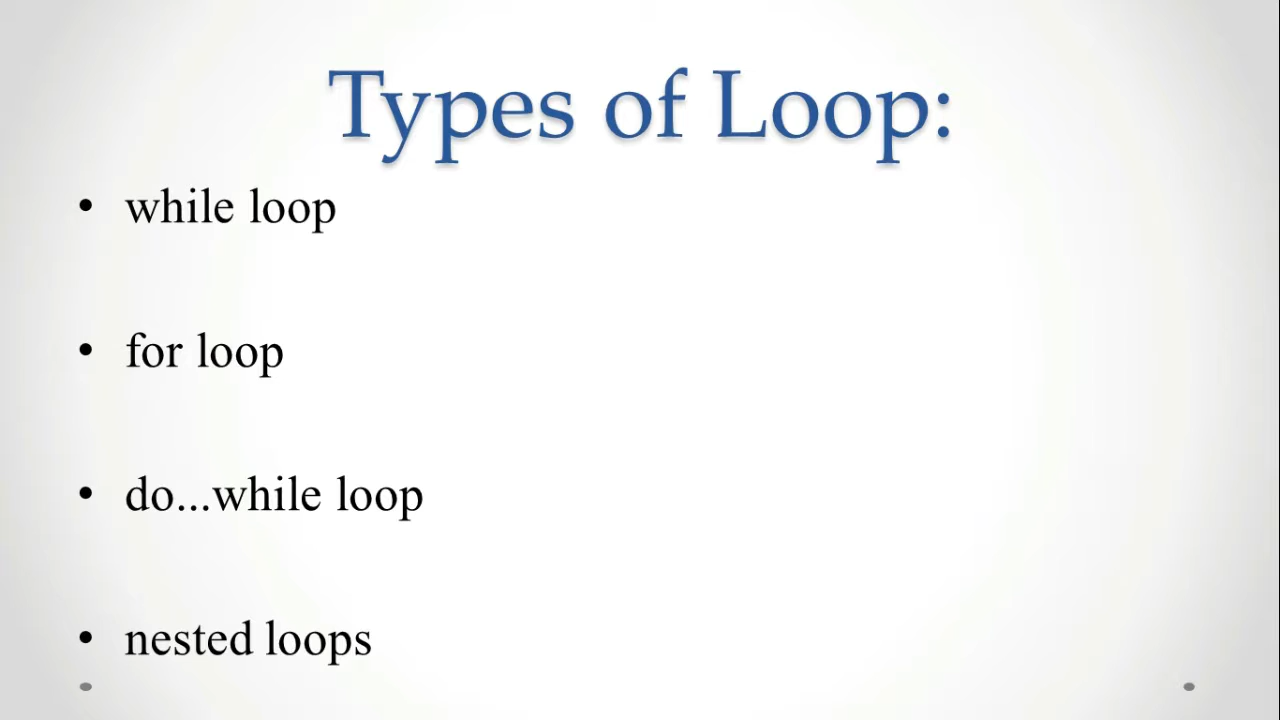 Types of Loop:
• while loop
• for loop
• do...while loop
• nested loops